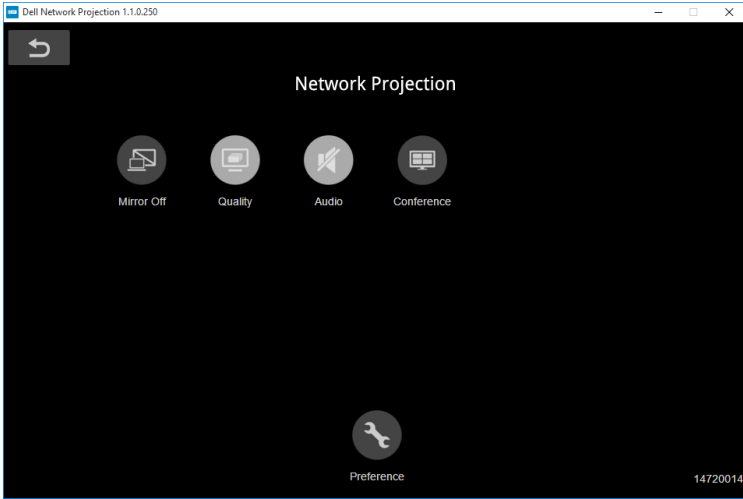 Dell Network Projection 1.1.0.250
Network Projection
Mirror Off Quality Audio Conference
Preference
14720014